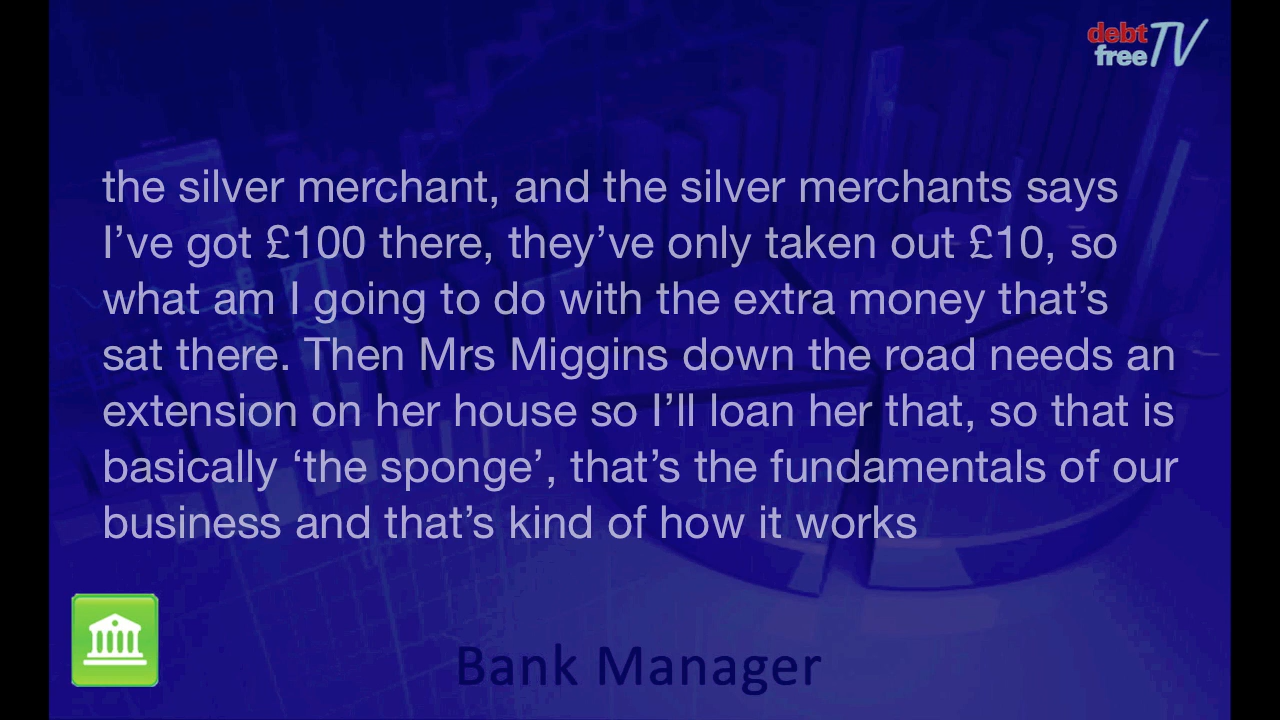 debt
free TV
the silver merchant, and the silver merchants says
I’ve got £100 there, they’ve only taken out £10, so
what am I going to do with the extra money that’s
sat there. Then Mrs Miggins down the road needs an
extension on her house so I’ll loan her that, so that is
basically ‘the sponge’, that’s the fundamentals of our
business and that’s kind of how it works
Bank Manager